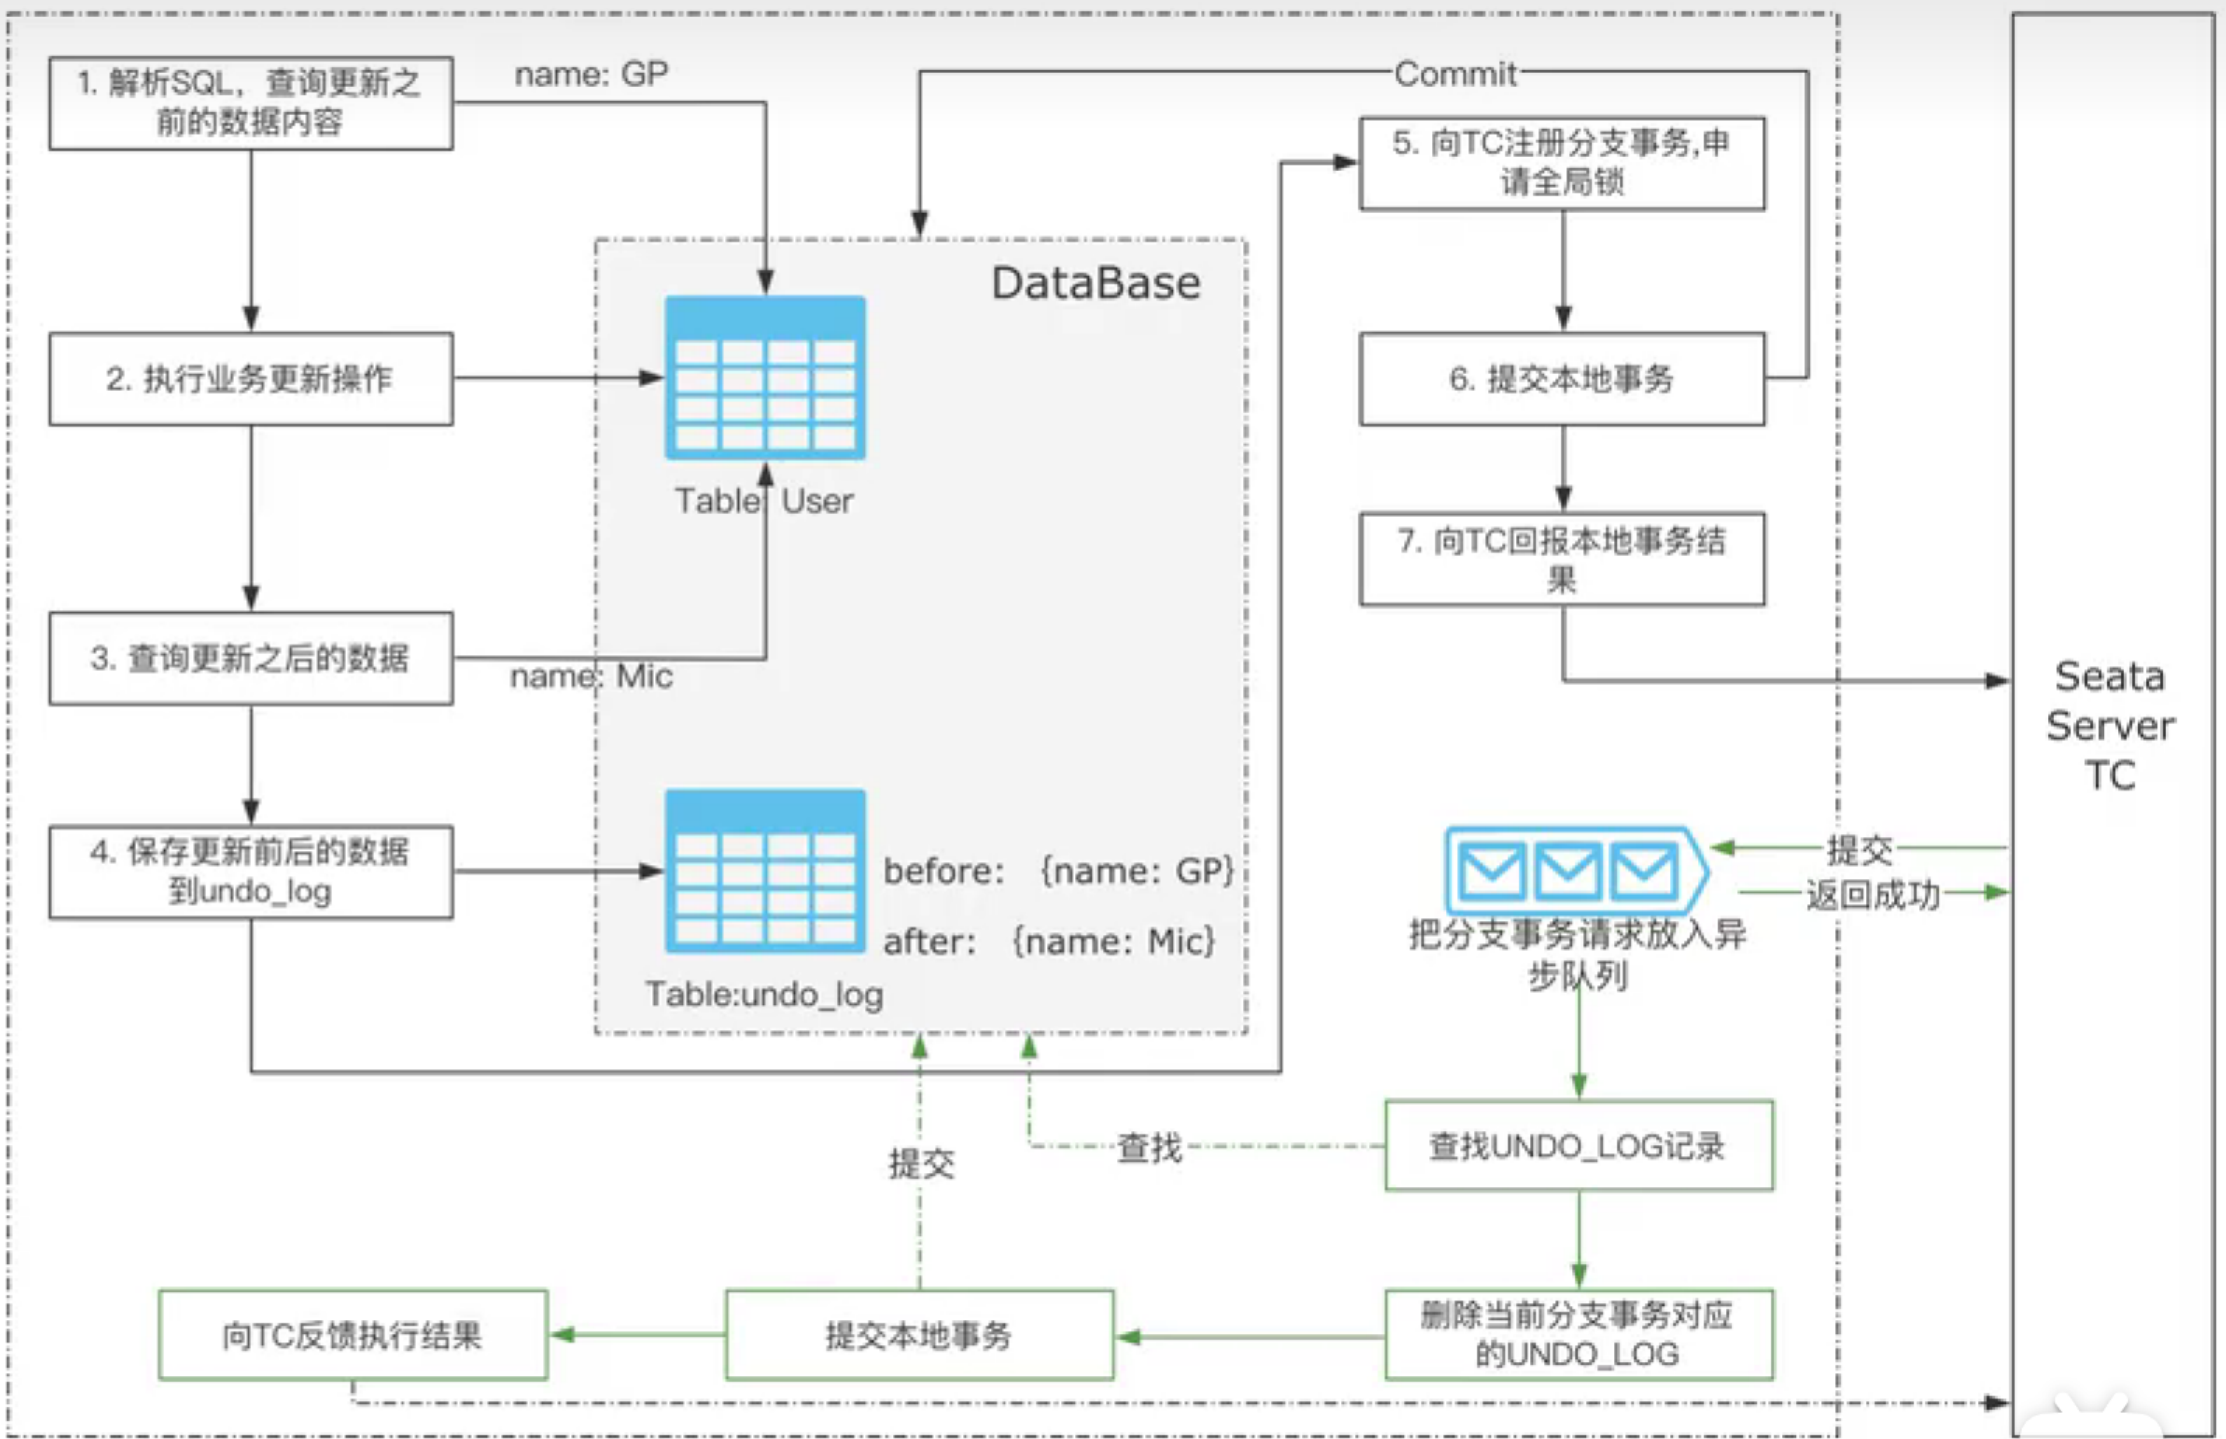 1. 解析SQL，查询更新之
前的数据内容
name: GP
Commit
5. 向TC注册分支事务,申
请全局锁
DataBase
2. 执行业务更新操作
6. 提交本地事务
Table: User
7. 向TC回报本地事务结
果
3. 查询更新之后的数据
name: Mic
Seata
Server
TC
4. 保存更新前后的数据
到undo_log
before: {name: GP}
after: {name: Mic}
Table:undo_log
提交
返回成功
把分支事务请求放入异
步队列
查找UNDO_LOG记录
查找
提交
删除当前分支事务对应
的UNDO_LOG
提交本地事务
向TC反馈执行结果